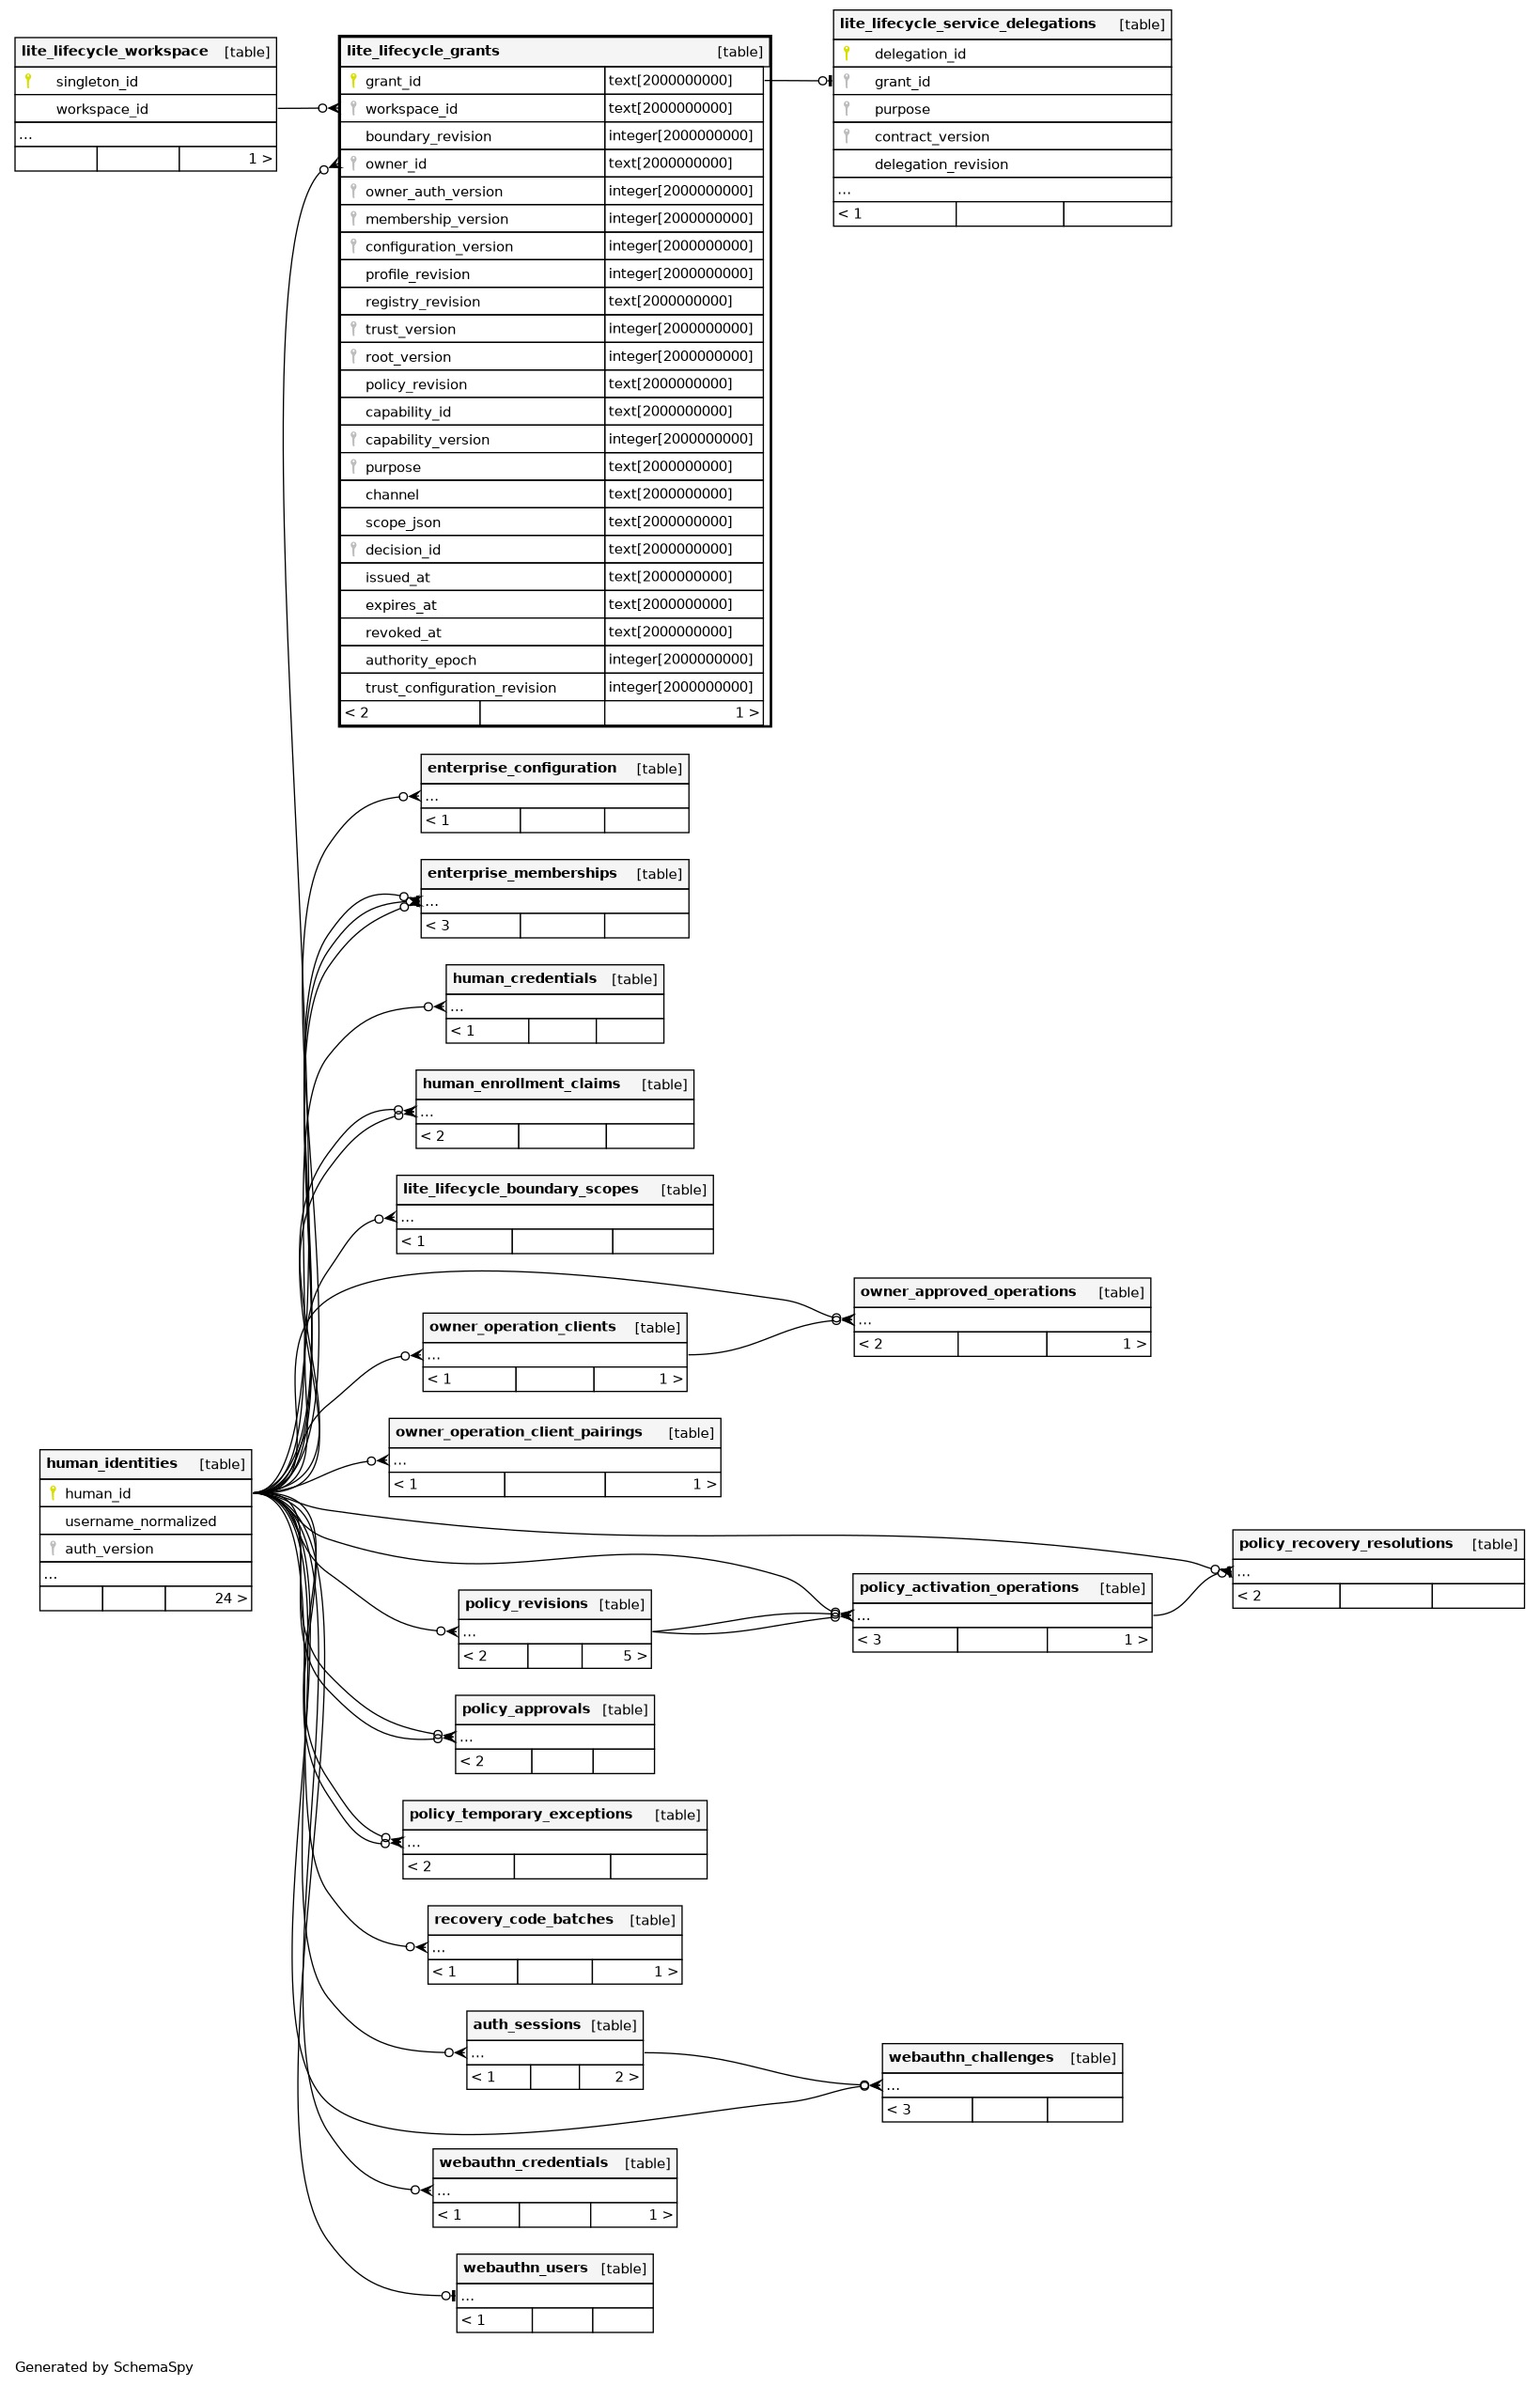 lite_lifecycle_workspace [table]
singleton_id
workspace_id
...
1 >
lite_lifecycle_grants [table]
grant_id text[2000000000]
workspace_id text[2000000000]
boundary_revision integer[2000000000]
owner_id text[2000000000]
owner_auth_version integer[2000000000]
membership_version integer[2000000000]
configuration_version integer[2000000000]
profile_revision integer[2000000000]
registry_revision text[2000000000]
trust_version integer[2000000000]
root_version integer[2000000000]
policy_revision text[2000000000]
capability_id text[2000000000]
capability_version integer[2000000000]
purpose text[2000000000]
channel text[2000000000]
scope_json text[2000000000]
decision_id text[2000000000]
issued_at text[2000000000]
expires_at text[2000000000]
revoked_at text[2000000000]
authority_epoch integer[2000000000]
trust_configuration_revision integer[2000000000]
< 2 1 >
lite_lifecycle_service_delegations [table]
delegation_id
grant_id
purpose
contract_version
delegation_revision
...
< 1
enterprise_configuration [table]
...
< 1
enterprise_memberships [table]
...
< 3
human_credentials [table]
...
< 1
human_enrollment_claims [table]
...
< 2
lite_lifecycle_boundary_scopes [table]
...
< 1
owner_approved_operations [table]
...
< 2 1 >
owner_operation_clients [table]
...
< 1 1 >
owner_operation_client_pairings [table]
...
< 1 1 >
human_identities [table]
human_id
username_normalized
auth_version
...
24 >
policy_recovery_resolutions [table]
...
< 2
policy_activation_operations [table]
...
< 3 1 >
policy_revisions [table]
...
< 2 5 >
policy_approvals [table]
...
< 2
policy_temporary_exceptions [table]
...
< 2
recovery_code_batches [table]
...
< 1 1 >
auth_sessions [table]
...
< 1 2 >
webauthn_challenges [table]
...
< 3
webauthn_credentials [table]
...
< 1 1 >
webauthn_users [table]
...
< 1
Generated by SchemaSpy